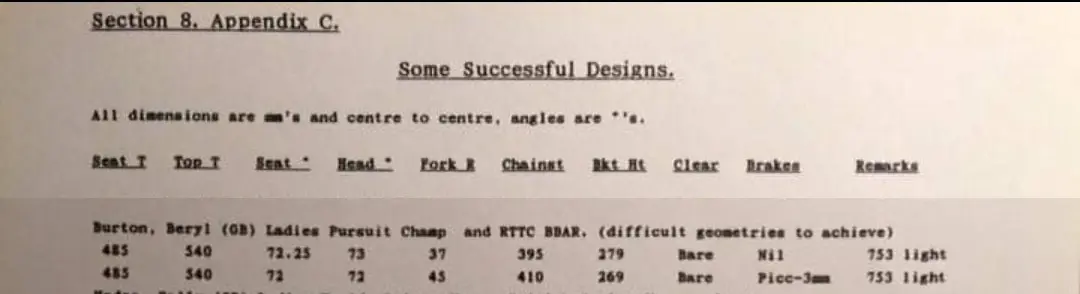 Section 8. Appendix C.
Some Successful Designs.
All dimensions are mm's and centre to centre, angles are °'s.
Seat T Top T Seat ° Head ° Fork R Chainst Bkt Ht Clear Brakes Remarks
Burton, Beryl (GB) Ladies Pursuit Champ and RTTC BBAR. (difficult geometries to achieve)
485 540 72.25 73 37 395 279 Bare Nil 753 light
485 540 72 72 45 410 269 Bare Picc-3mm 753 light